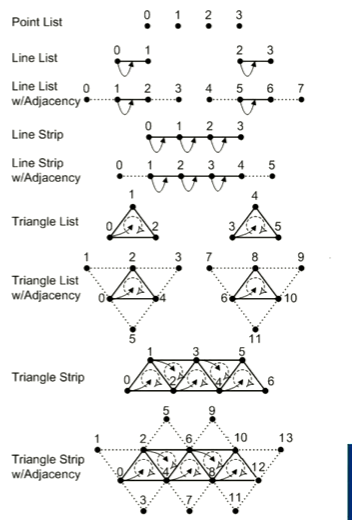 Point List 0 1 2 3
Line List 0 1 2 3
Line List 0 1 2 3 4 5 6 7
w/Adjacency
Line Strip 0 1 2 3
Line Strip 0 1 2 3 4 5
w/Adjacency
1 4
Triangle List 0 2 3 5
1 2 3 7 8 9
Triangle List
w/Adjacency 0 4 6 10
5 11
1 3 5
Triangle Strip 0 2 4 6
5 9
1 2 6 10 13
Triangle Strip
w/Adjacency 0 4 8 12
3 7 11